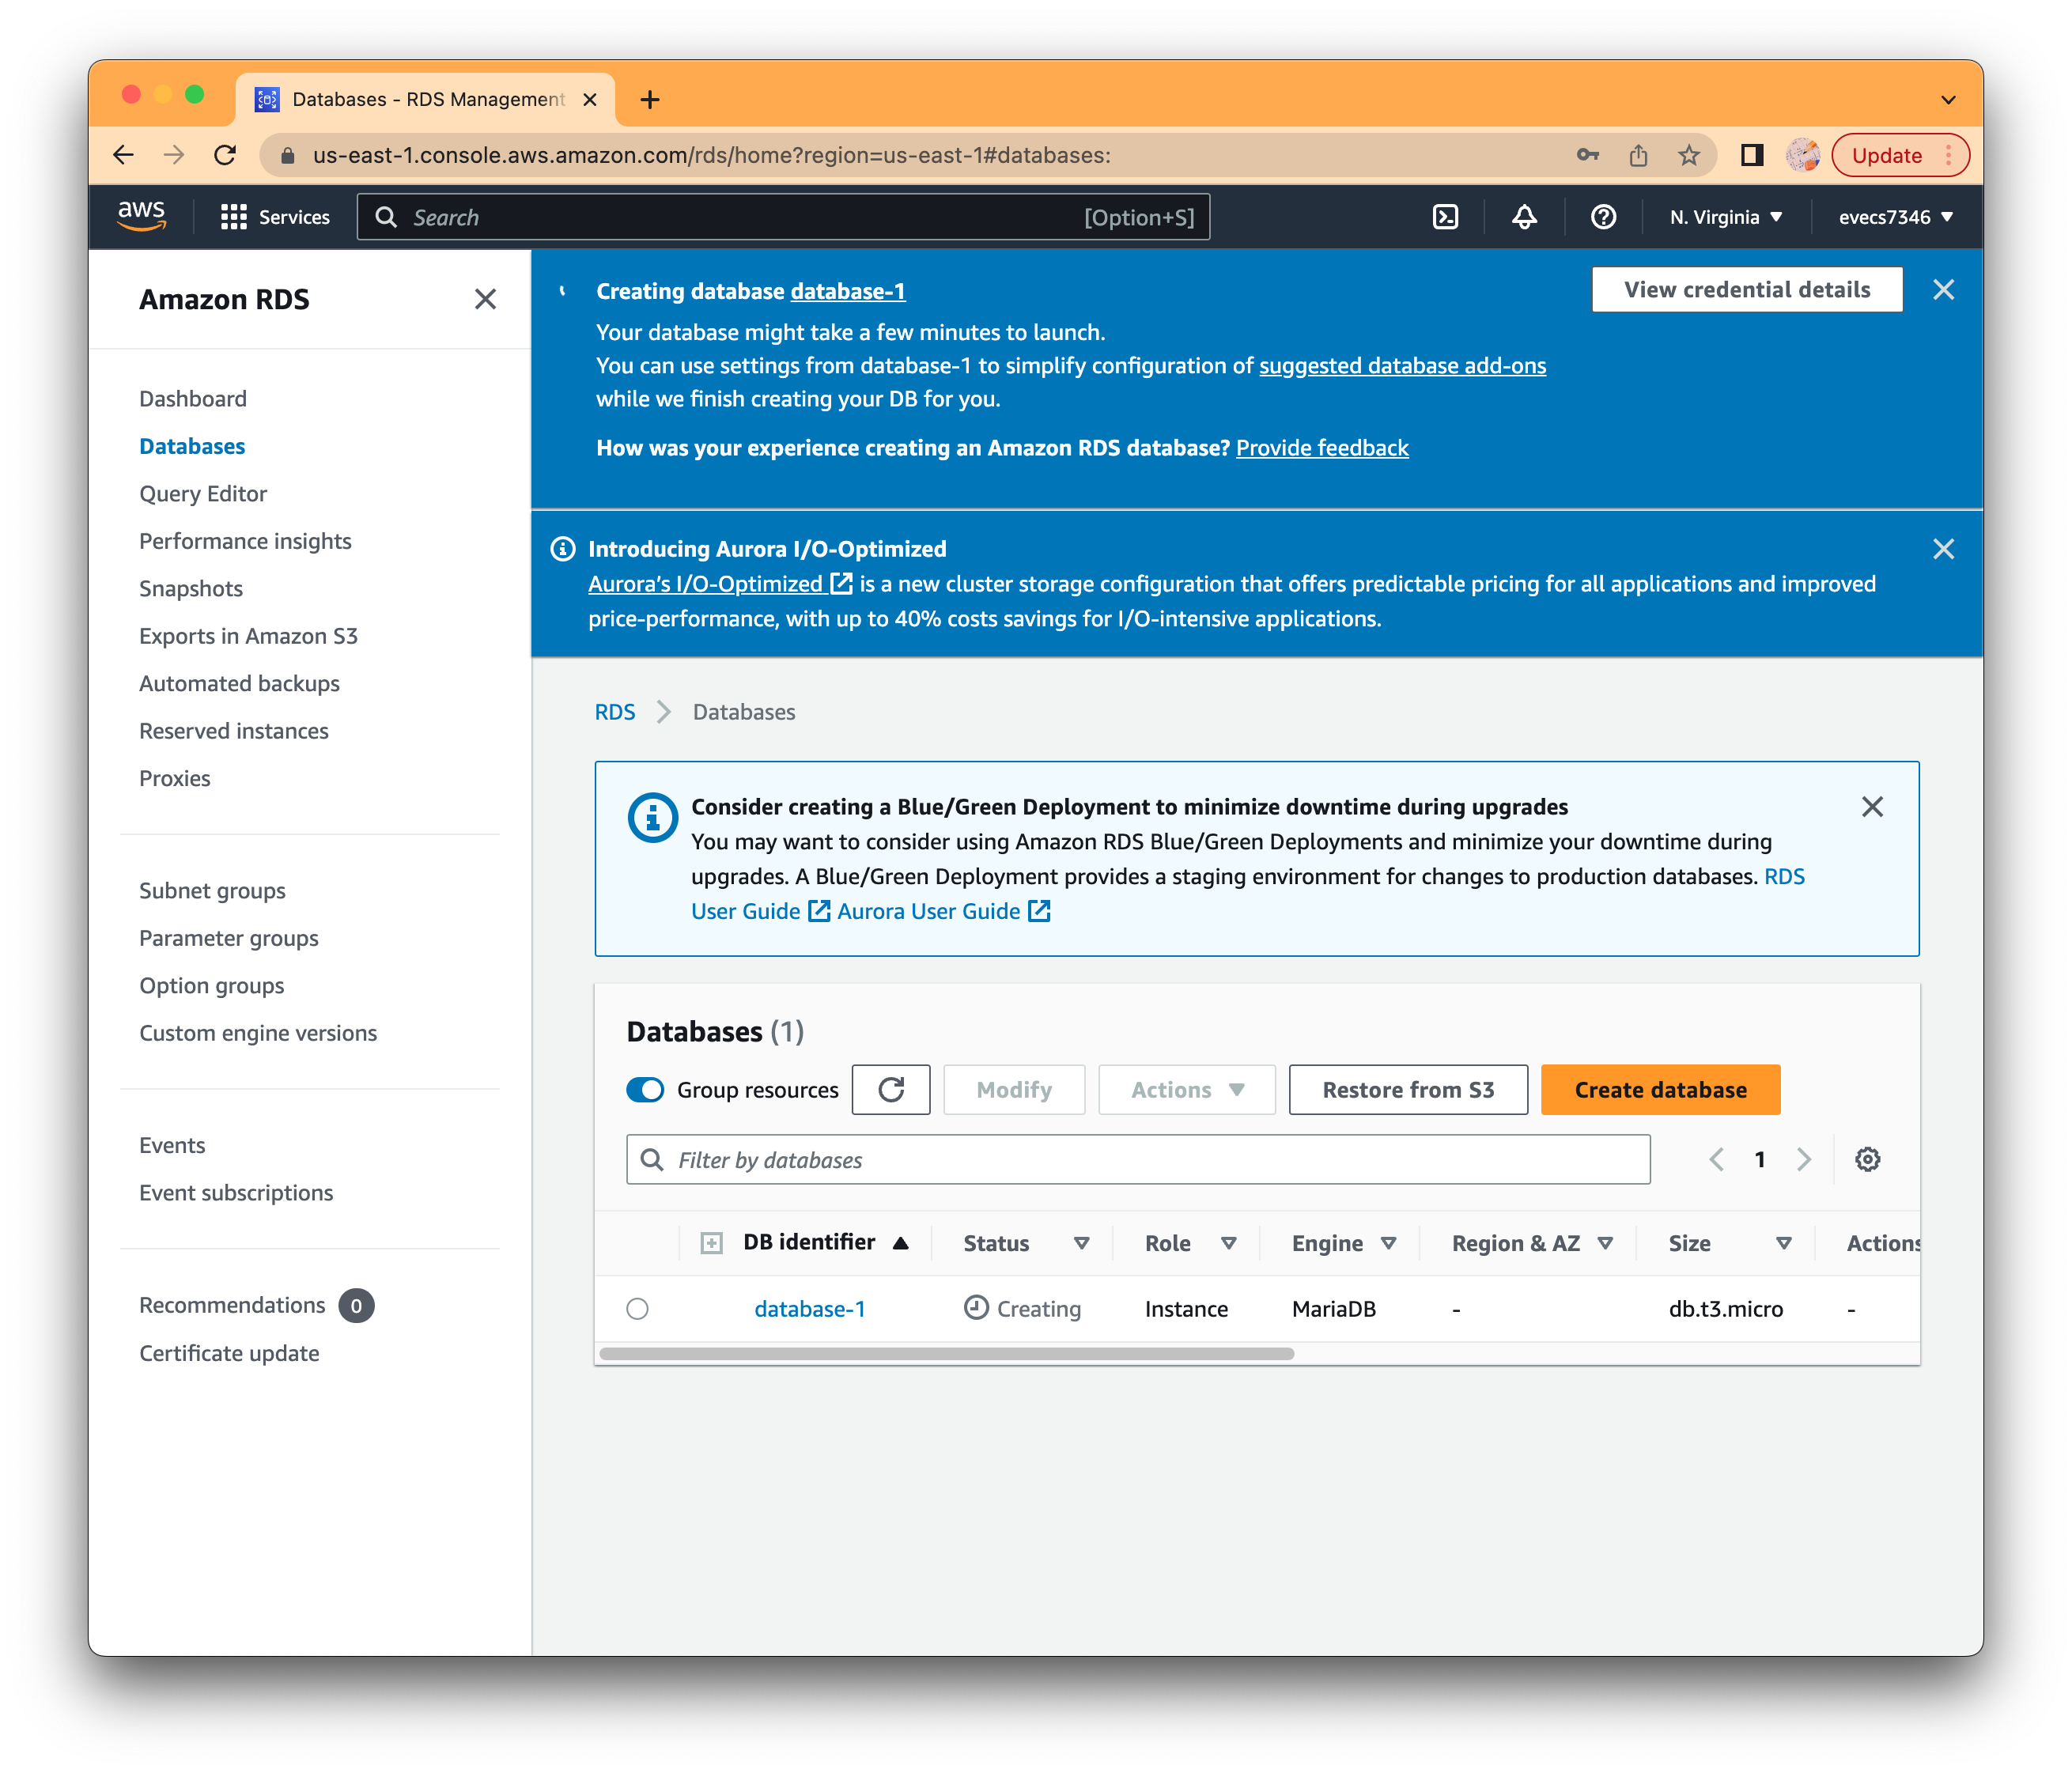 Databases - RDS Management
us-east-1.console.aws.amazon.com/rds/home?region=us-east-1#databases:
Update
aws
Services
Search
[Option+S]
N. Virginia
evecs7346
Amazon RDS
Dashboard
Databases
Query Editor
Performance insights
Snapshots
Exports in Amazon S3
Automated backups
Reserved instances
Proxies
Subnet groups
Parameter groups
Option groups
Custom engine versions
Events
Event subscriptions
Recommendations 0
Certificate update
Creating database database-1
View credential details
Your database might take a few minutes to launch.
You can use settings from database-1 to simplify configuration of suggested database add-ons
while we finish creating your DB for you.
How was your experience creating an Amazon RDS database? Provide feedback
Introducing Aurora I/O-Optimized
Aurora's I/O-Optimized is a new cluster storage configuration that offers predictable pricing for all applications and improved
price-performance, with up to 40% costs savings for I/O-intensive applications.
RDS > Databases
Consider creating a Blue/Green Deployment to minimize downtime during upgrades
You may want to consider using Amazon RDS Blue/Green Deployments and minimize your downtime during
upgrades. A Blue/Green Deployment provides a staging environment for changes to production databases. RDS
User Guide Aurora User Guide
Databases (1)
Group resources
Modify
Actions
Restore from S3
Create database
Filter by databases
1
DB identifier Status Role Engine Region & AZ Size Actions
database-1 Creating Instance MariaDB - db.t3.micro -